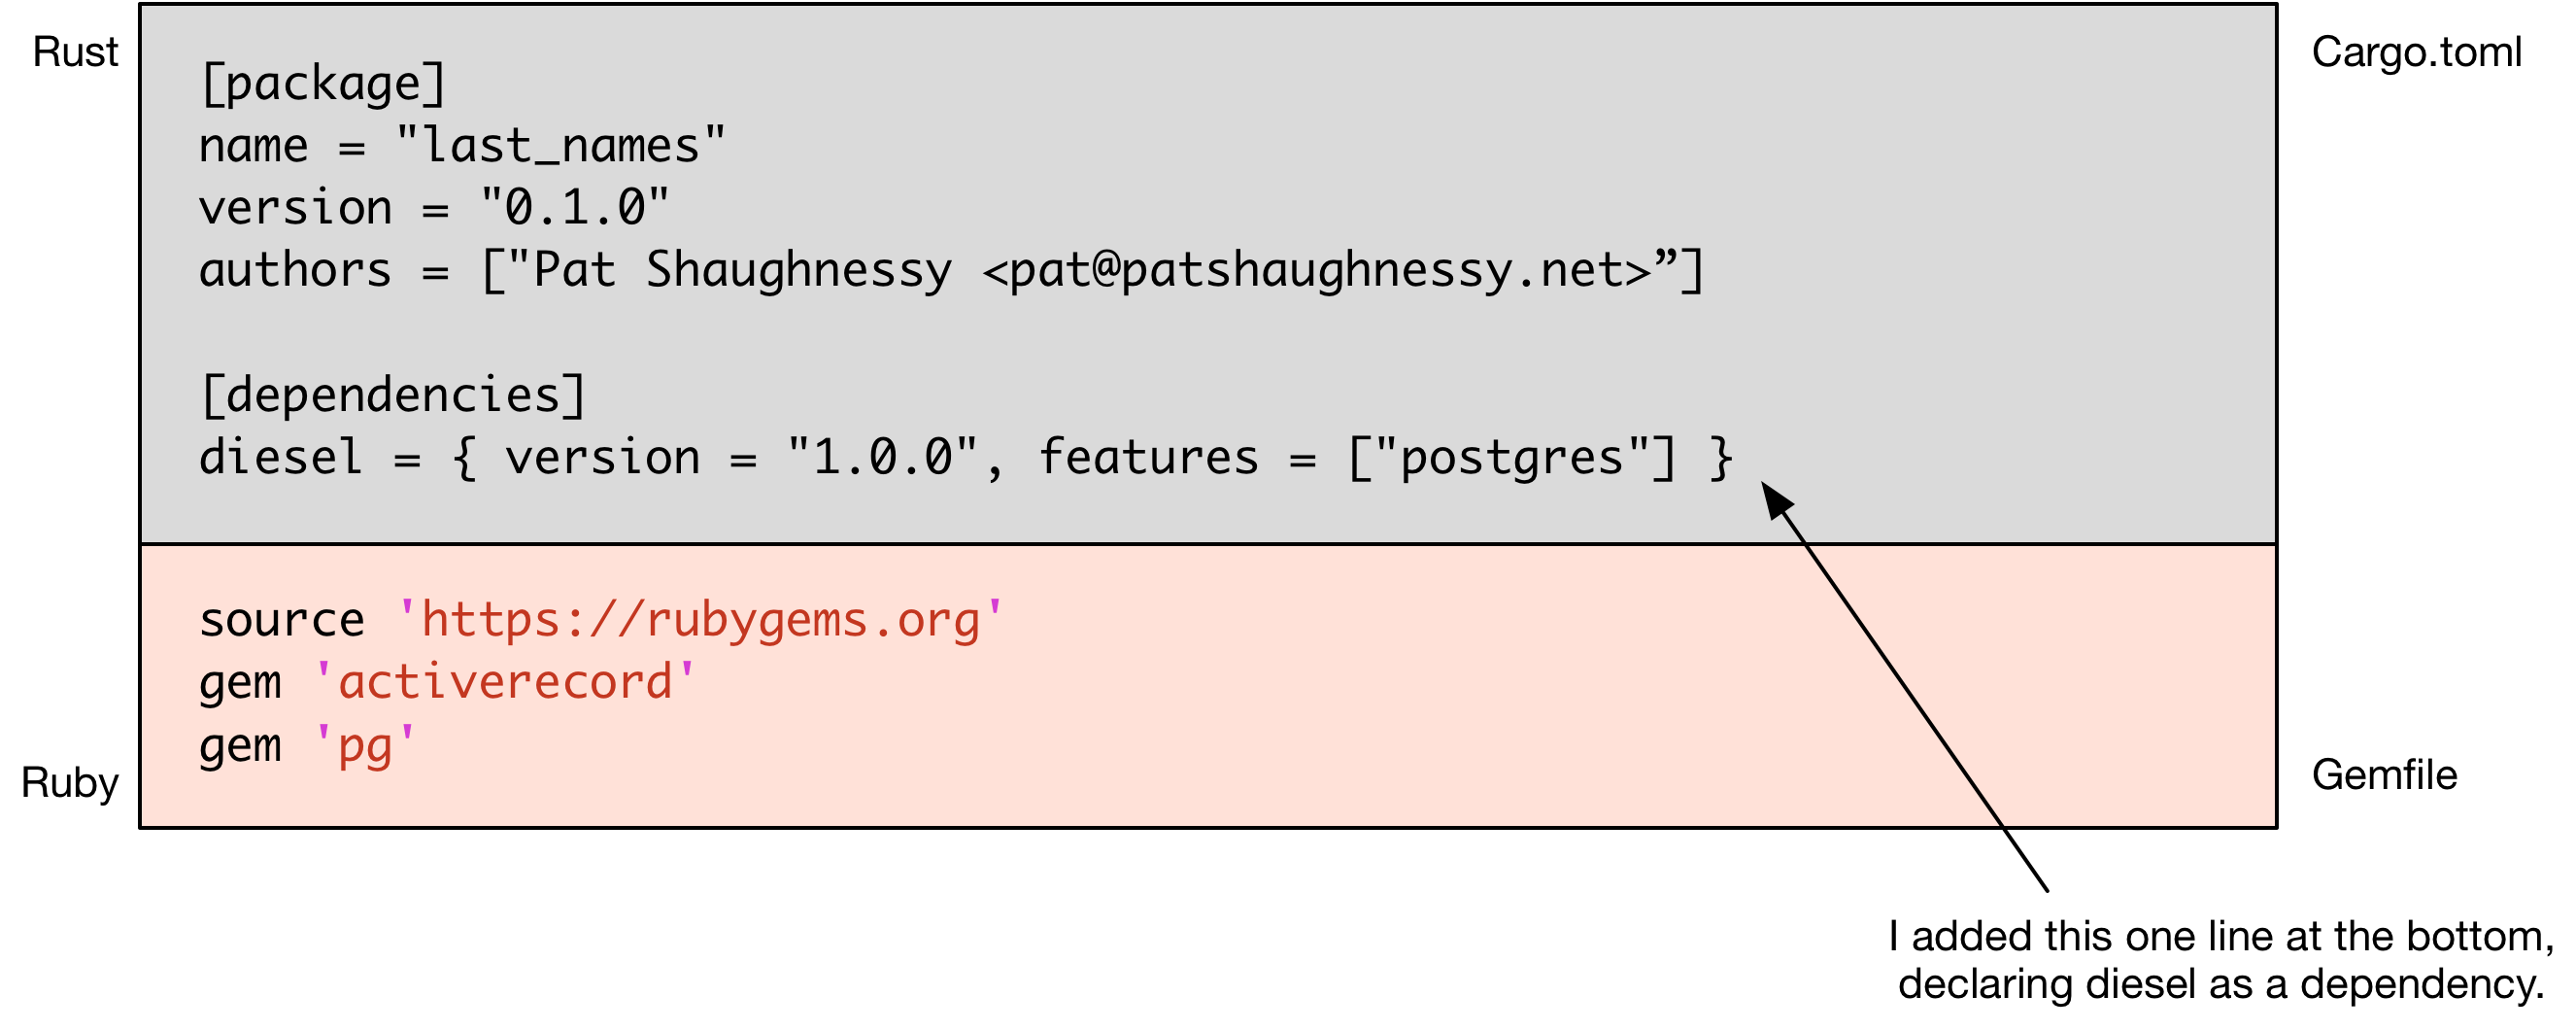 Rust
Cargo.toml
[package]
name = "last_names"
version = "0.1.0"
authors = ["Pat Shaughnessy <pat@patshaughnessy.net>”]
[dependencies]
diesel = { version = "1.0.0", features = ["postgres"] }
source 'https://rubygems.org'
gem 'activerecord'
gem 'pg'
Ruby
Gemfile
I added this one line at the bottom,
declaring diesel as a dependency.